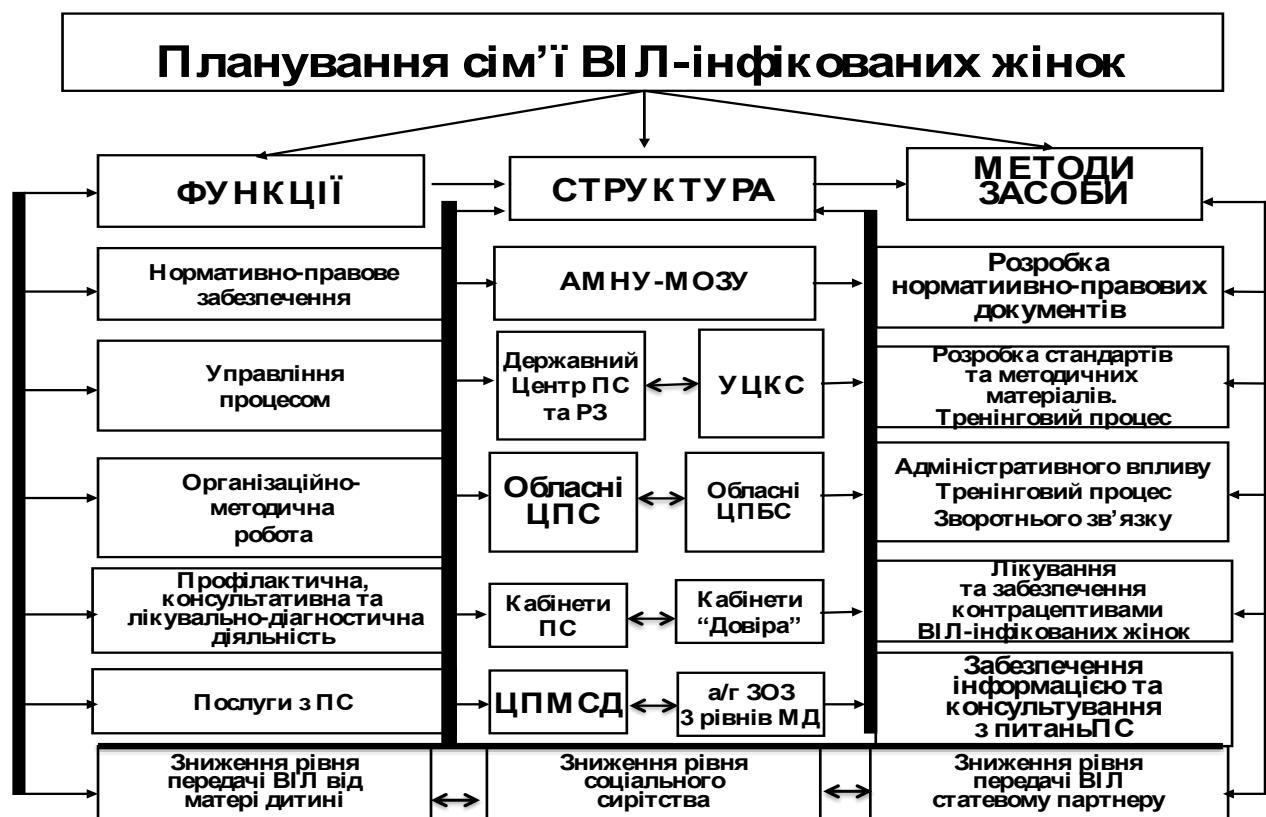 Планування сім’ї ВІЛ-інфікованих жінок
ФУНКЦІЇ
СТРУКТУРА
МЕТОДИ
ЗАСОБИ
Нормативно-правове
забезпечення
АМНУ-МОЗУ
Розробка
норматиивно-правових
документів
Управління
процесом
Державний
Центр ПС
та РЗ
УЦКС
Розробка стандартів
та методичних
матеріалів.
Тренінговий процес
Організаційно-
методична
робота
Обласні
ЦПС
Обласні
ЦПБС
Адміністративного впливу
Тренінговий процес
Зворотнього зв’язку
Профілактична,
консультативна та
лікувально-діагностична
діяльність
Кабінети
ПС
Кабінети
“Довіра”
Лікування
та забезпечення
контрацептивами
ВІЛ-інфікованих жінок
Послуги з ПС
ЦПМСД
а/г ЗОЗ
3 рівнів МД
Забезпечення
інформацією та
консультування
з питаньПС
Зниження рівня
передачі ВІЛ від
матері дитині
Зниження рівня
соціального
сирітства
Зниження рівня
передачі ВІЛ
статевому партнеру